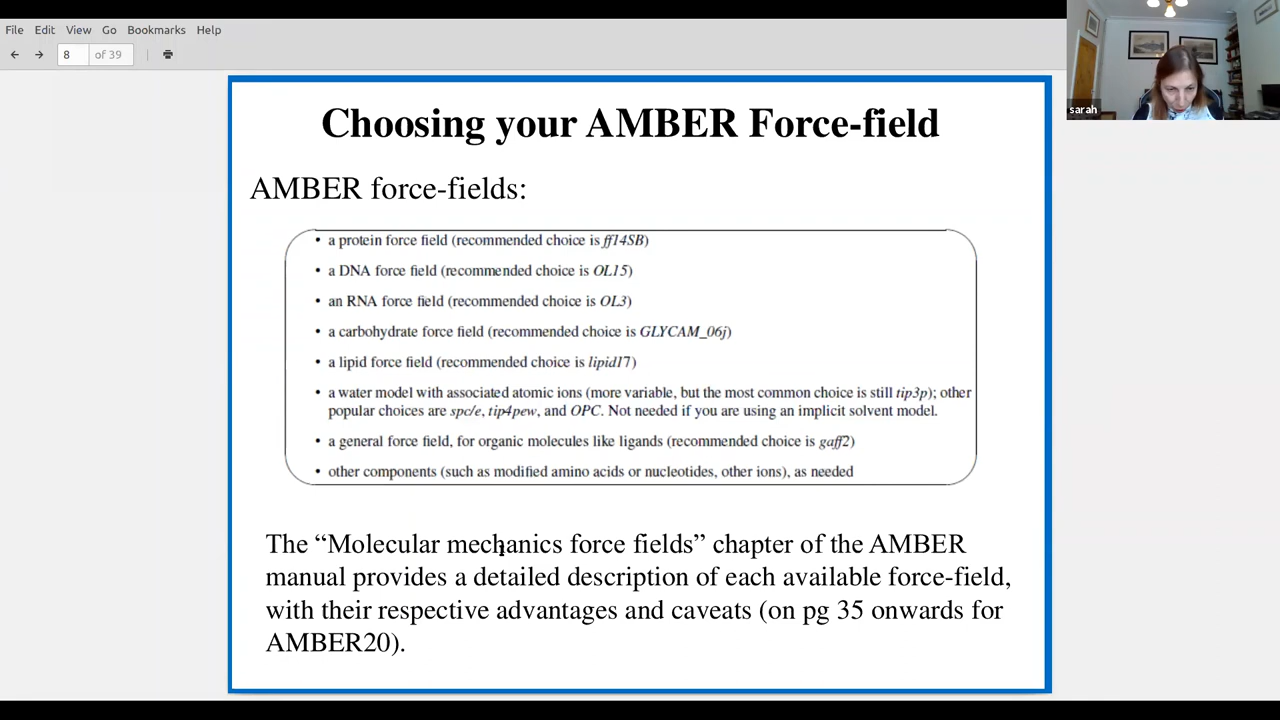 File Edit View Go Bookmarks Help
8 of 39
sarah
Choosing your AMBER Force-field
AMBER force-fields:
• a protein force field (recommended choice is ff14SB)
• a DNA force field (recommended choice is OL15)
• an RNA force field (recommended choice is OL3)
• a carbohydrate force field (recommended choice is GLYCAM_06j)
• a lipid force field (recommended choice is lipid17)
• a water model with associated atomic ions (more variable, but the most common choice is still tip3p); other
popular choices are spc/e, tip4pew, and OPC. Not needed if you are using an implicit solvent model.
• a general force field, for organic molecules like ligands (recommended choice is gaff2)
• other components (such as modified amino acids or nucleotides, other ions), as needed
The “Molecular mechanics force fields” chapter of the AMBER
manual provides a detailed description of each available force-field,
with their respective advantages and caveats (on pg 35 onwards for
AMBER20).